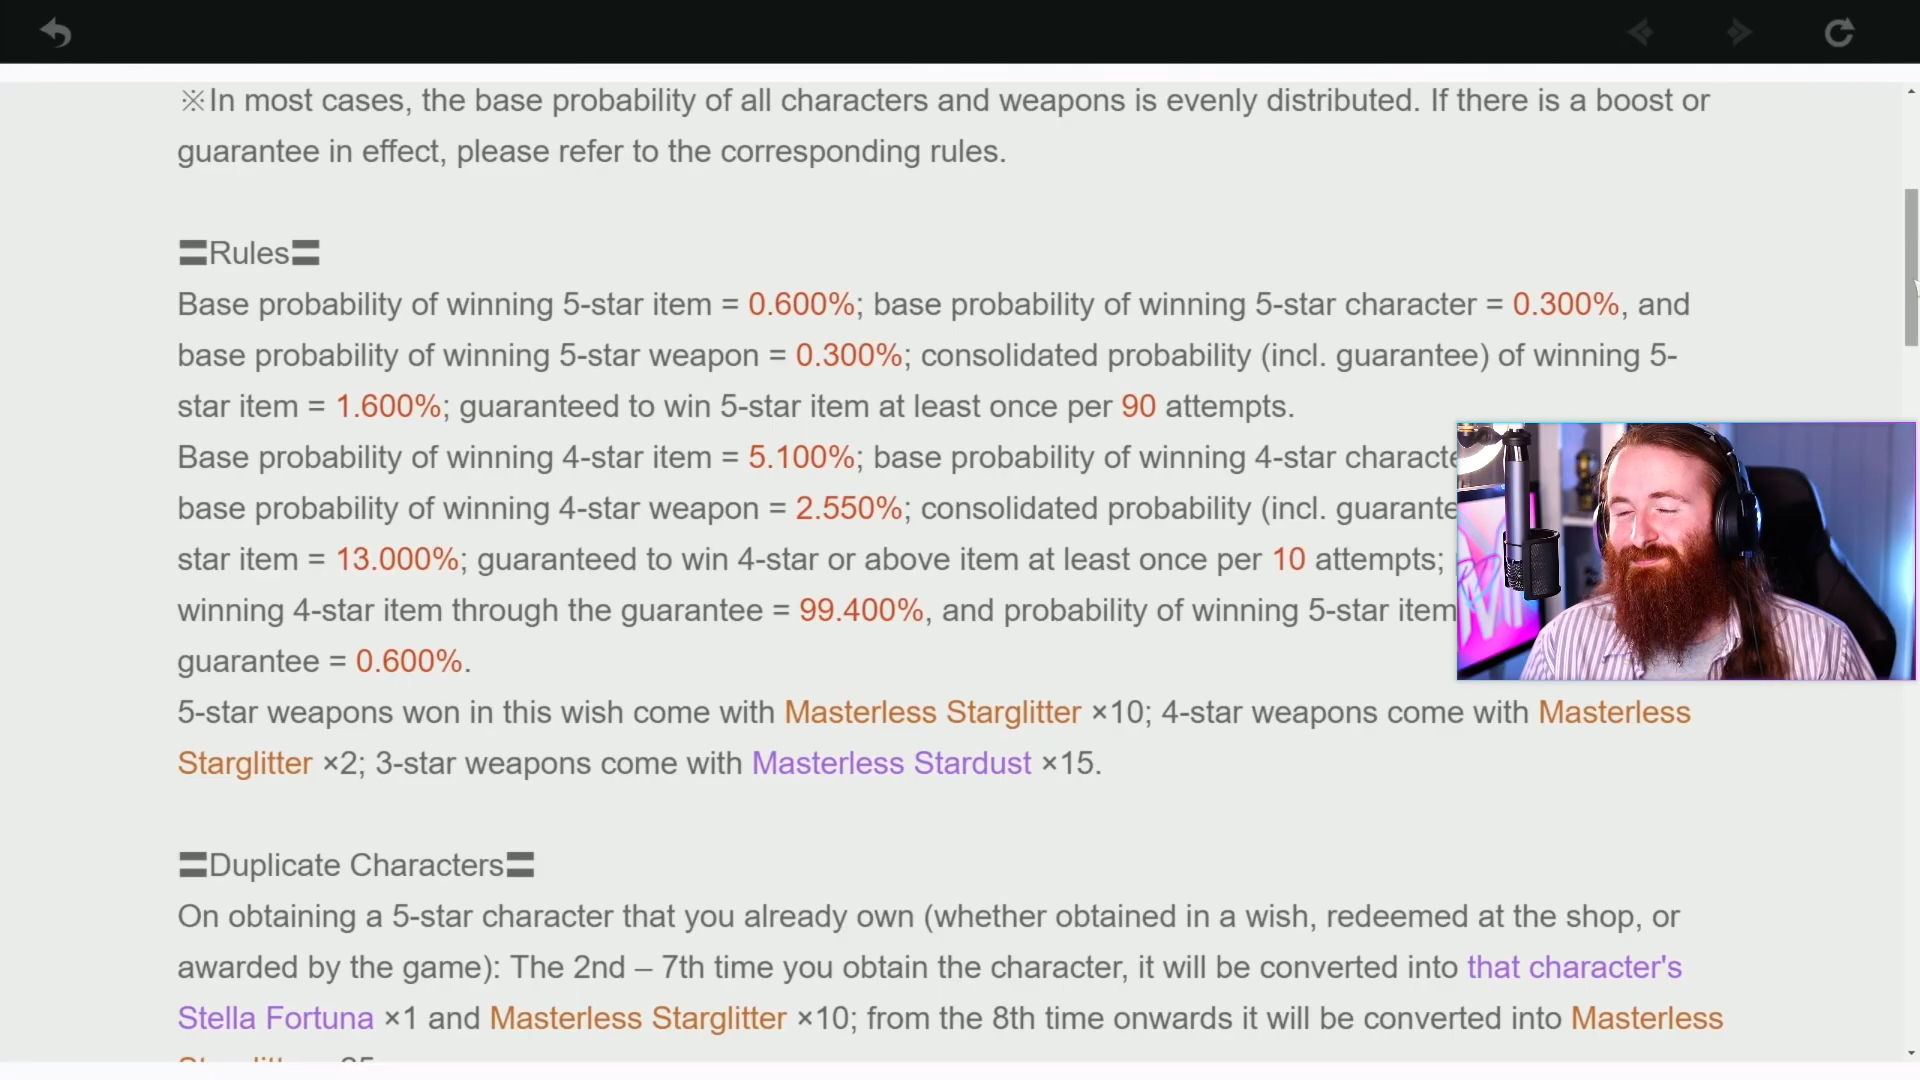 ※In most cases, the base probability of all characters and weapons is evenly distributed. If there is a boost or
guarantee in effect, please refer to the corresponding rules.
〓Rules〓
Base probability of winning 5-star item = 0.600%; base probability of winning 5-star character = 0.300%, and
base probability of winning 5-star weapon = 0.300%; consolidated probability (incl. guarantee) of winning 5-
star item = 1.600%; guaranteed to win 5-star item at least once per 90 attempts.
Base probability of winning 4-star item = 5.100%; base probability of winning 4-star
base probability of winning 4-star weapon = 2.550%; consolidated probability (incl.
star item = 13.000%; guaranteed to win 4-star or above item at least once per 10 attempts;
winning 4-star item through the guarantee = 99.400%, and probability of winning 5-star item
guarantee = 0.600%.
5-star weapons won in this wish come with Masterless Starglitter ×10; 4-star weapons come with Masterless
Starglitter ×2; 3-star weapons come with Masterless Stardust ×15.
〓Duplicate Characters〓
On obtaining a 5-star character that you already own (whether obtained in a wish, redeemed at the shop, or
awarded by the game): The 2nd – 7th time you obtain the character, it will be converted into that character's
Stella Fortuna ×1 and Masterless Starglitter ×10; from the 8th time onwards it will be converted into Masterless